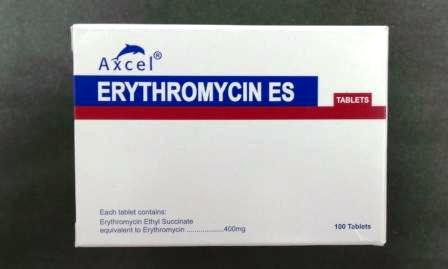 Axcel®
ERYTHROMYCIN ES
TABLETS
Each tablet contains:
Erythromycin Ethyl Succinate
equivalent to Erythromycin ...................400mg
100 Tablets